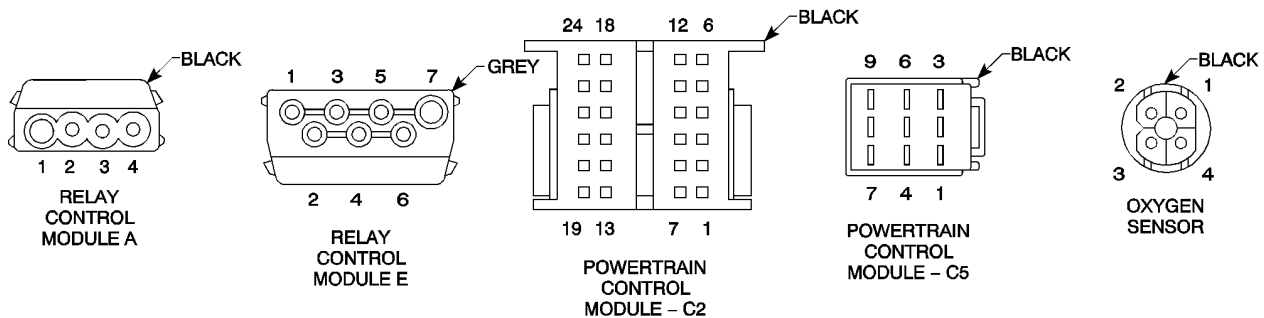 BLACK
1 2 3 4
RELAY
CONTROL
MODULE A
GREY
1 3 5 7
2 4 6
RELAY
CONTROL
MODULE E
BLACK
24 18 12 6
19 13 7 1
POWERTRAIN
CONTROL
MODULE – C2
BLACK
9 6 3
7 4 1
POWERTRAIN
CONTROL
MODULE – C5
BLACK
2 1
3 4
OXYGEN
SENSOR